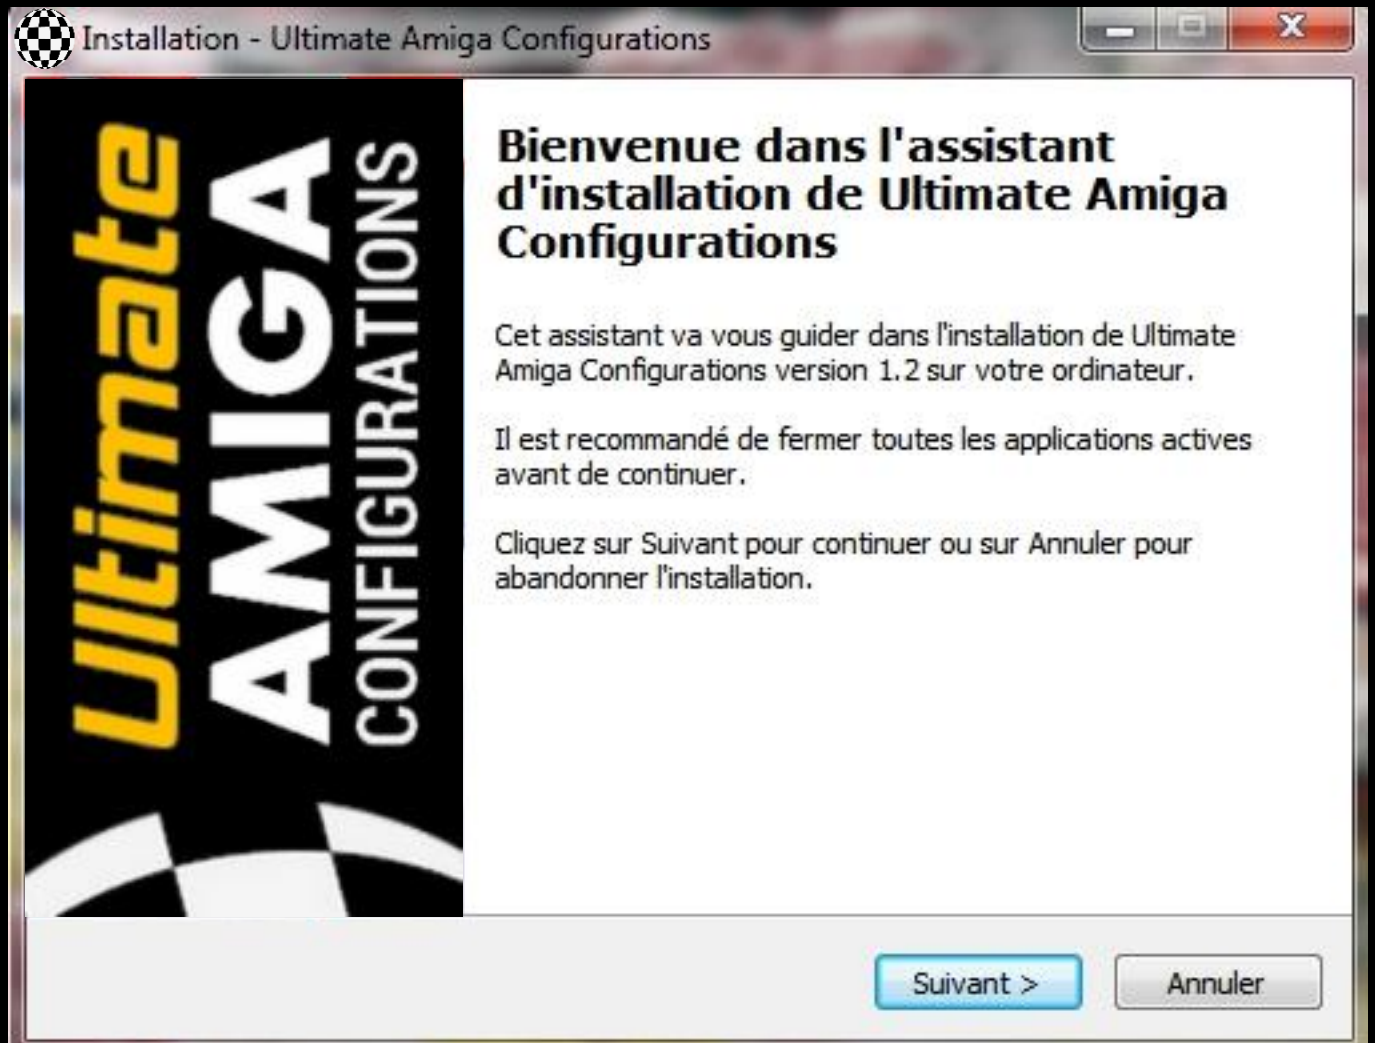 Installation - Ultimate Amiga Configurations
Ultimate
AMIGA
CONFIGURATIONS
Bienvenue dans l'assistant
d'installation de Ultimate Amiga
Configurations
Cet assistant va vous guider dans l'installation de Ultimate
Amiga Configurations version 1.2 sur votre ordinateur.
Il est recommandé de fermer toutes les applications actives
avant de continuer.
Cliquez sur Suivant pour continuer ou sur Annuler pour
abandonner l'installation.
Suivant >
Annuler